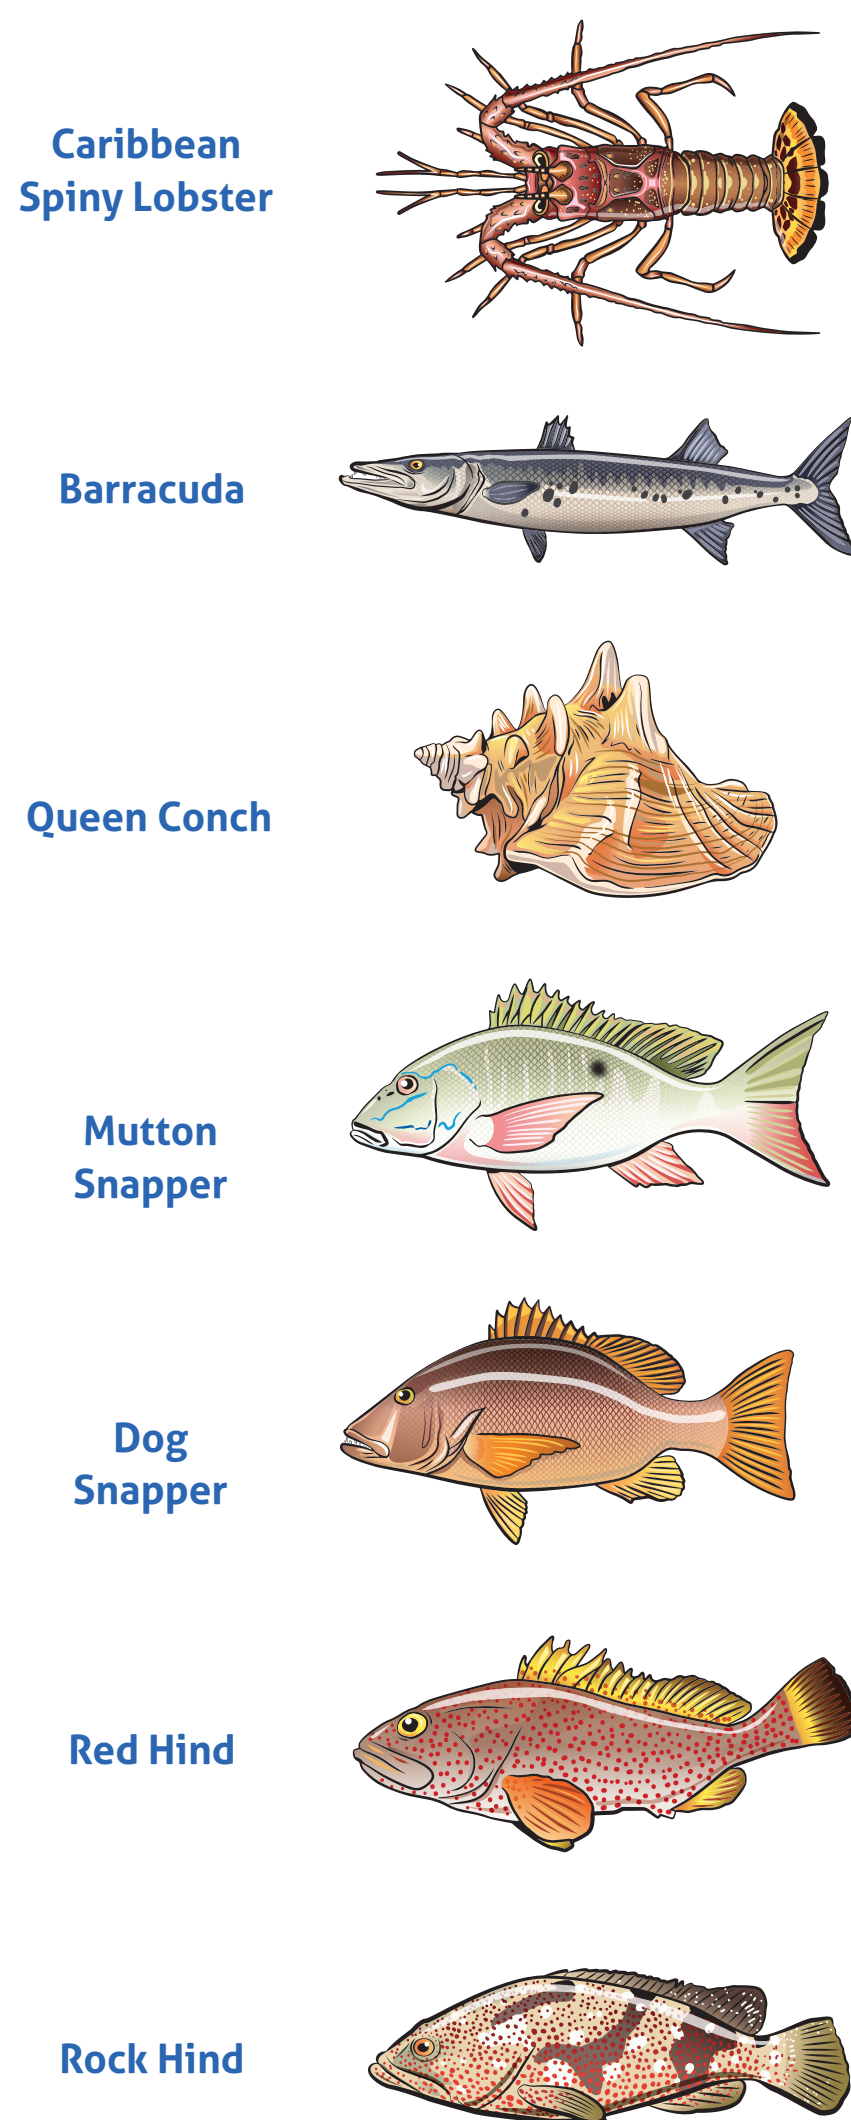 Caribbean
Spiny Lobster
Barracuda
Queen Conch
Mutton
Snapper
Dog
Snapper
Red Hind
Rock Hind